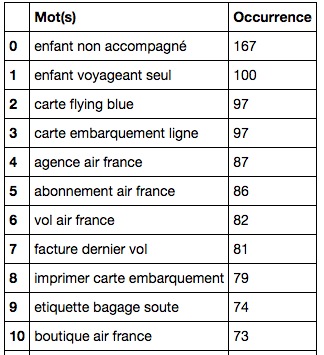 Mot(s) Occurrence
0 enfant non accompagné 167
1 enfant voyageant seul 100
2 carte flying blue 97
3 carte embarquement ligne 97
4 agence air france 87
5 abonnement air france 86
6 vol air france 82
7 facture dernier vol 81
8 imprimer carte embarquement 79
9 etiquette bagage soute 74
10 boutique air france 73